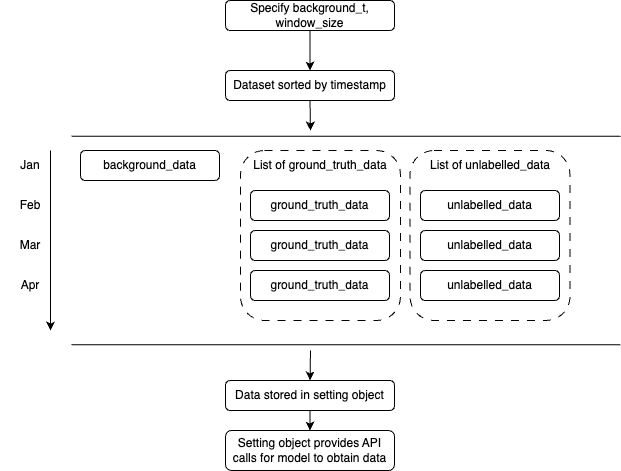 Specify background_t,
window_size
Dataset sorted by timestamp
Jan
background_data
List of ground_truth_data
List of unlabelled_data
Feb
ground_truth_data
unlabelled_data
Mar
ground_truth_data
unlabelled_data
Apr
ground_truth_data
unlabelled_data
Data stored in setting object
Setting object provides API
calls for model to obtain data